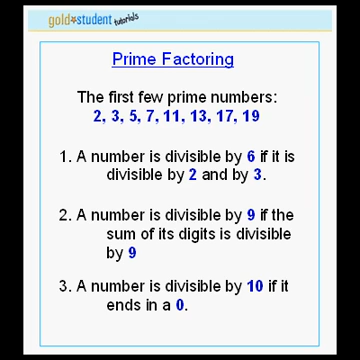 gold student tutorials
Prime Factoring
The first few prime numbers:
2, 3, 5, 7, 11, 13, 17, 19
1. A number is divisible by 6 if it is
divisible by 2 and by 3.
2. A number is divisible by 9 if the
sum of its digits is divisible
by 9
3. A number is divisible by 10 if it
ends in a 0.